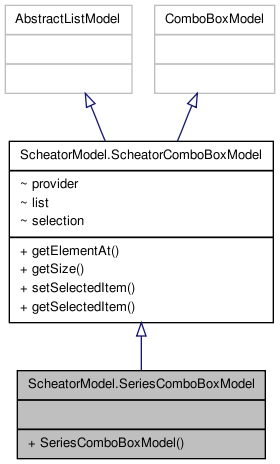 AbstractListModel
ComboBoxModel
ScheatorModel.ScheatorComboBoxModel
~ provider
~ list
~ selection
+ getElementAt()
+ getSize()
+ setSelectedItem()
+ getSelectedItem()
ScheatorModel.SeriesComboBoxModel
+ SeriesComboBoxModel()